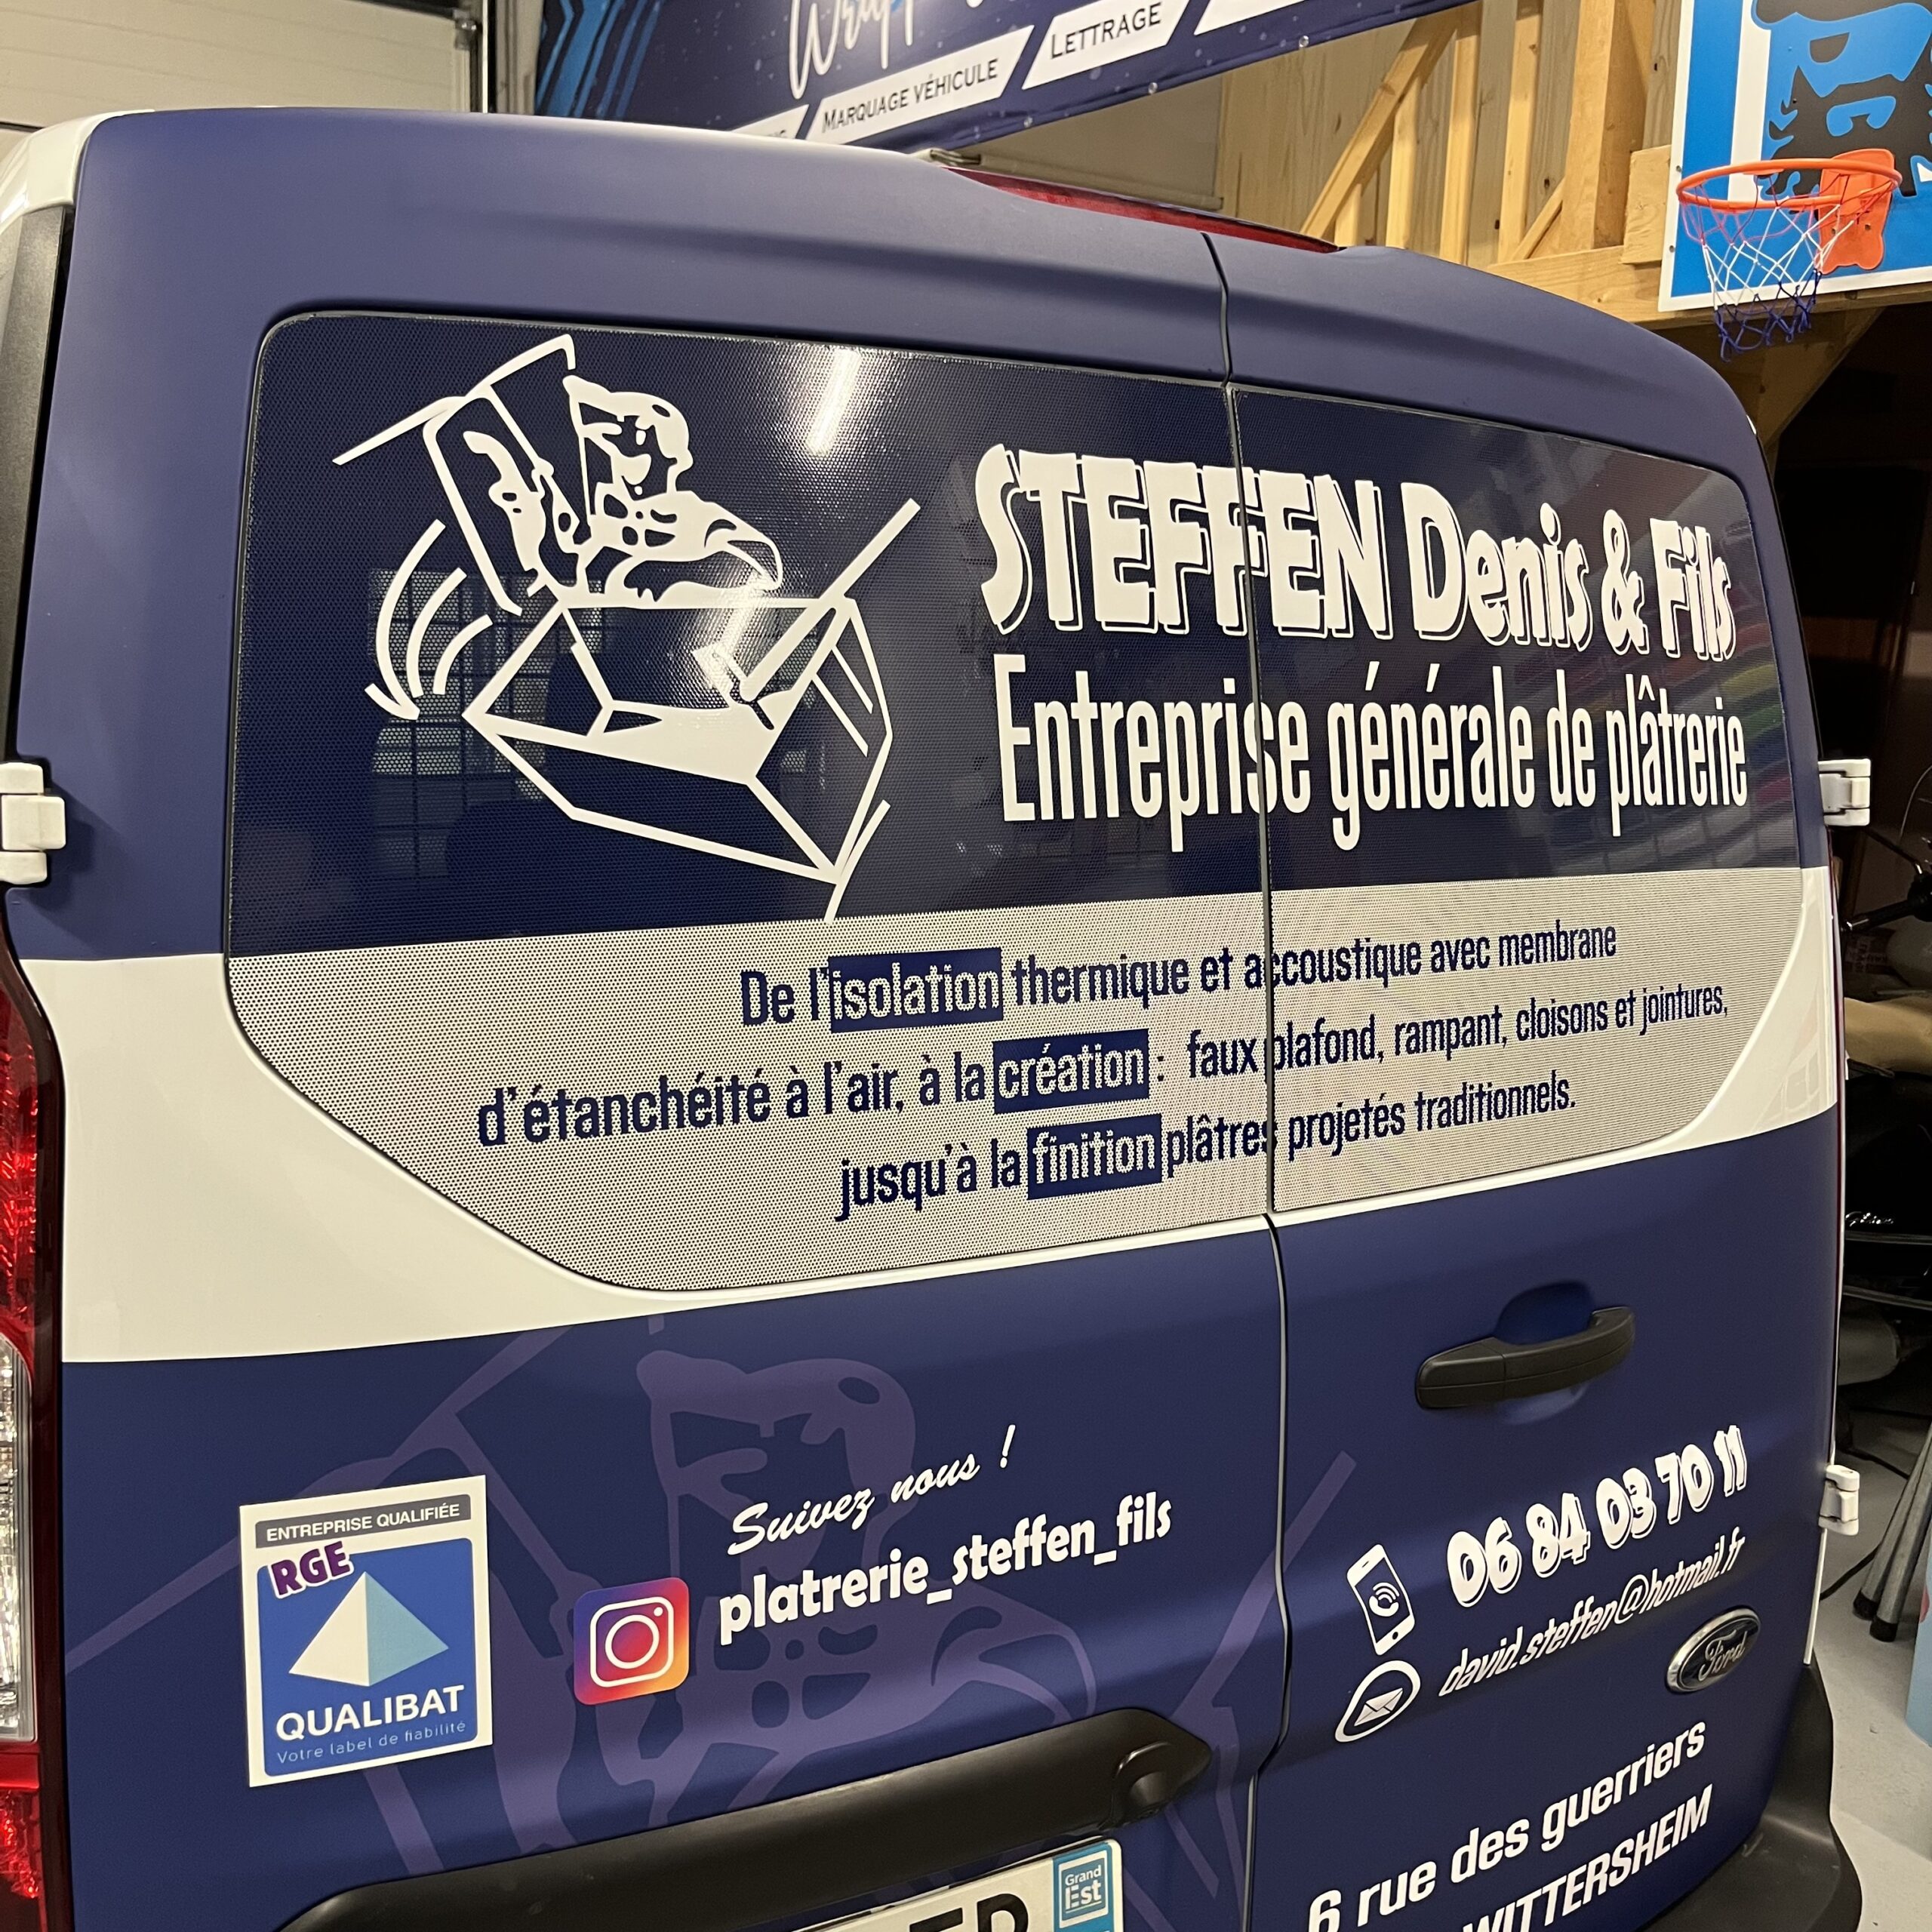 MARQUAGE VÉHICULE
LETTRAGE
STEFFEN Denis & Fils
Entreprise générale de plâtrerie
De l'isolation thermique et accoustique avec membrane
d'étanchéité à l'air, à la création : faux plafond, rampant, cloisons et jointures,
jusqu'à la finition plâtres projetés traditionnels.
Suivez nous !
platrerie_steffen_fils
ENTREPRISE QUALIFIÉE
RGE
QUALIBAT
Votre label de fiabilité
06 84 03 70 11
david.steffen@hotmail.fr
Ford
6 rue des guerriers
WITTERSHEIM
Grand
Est